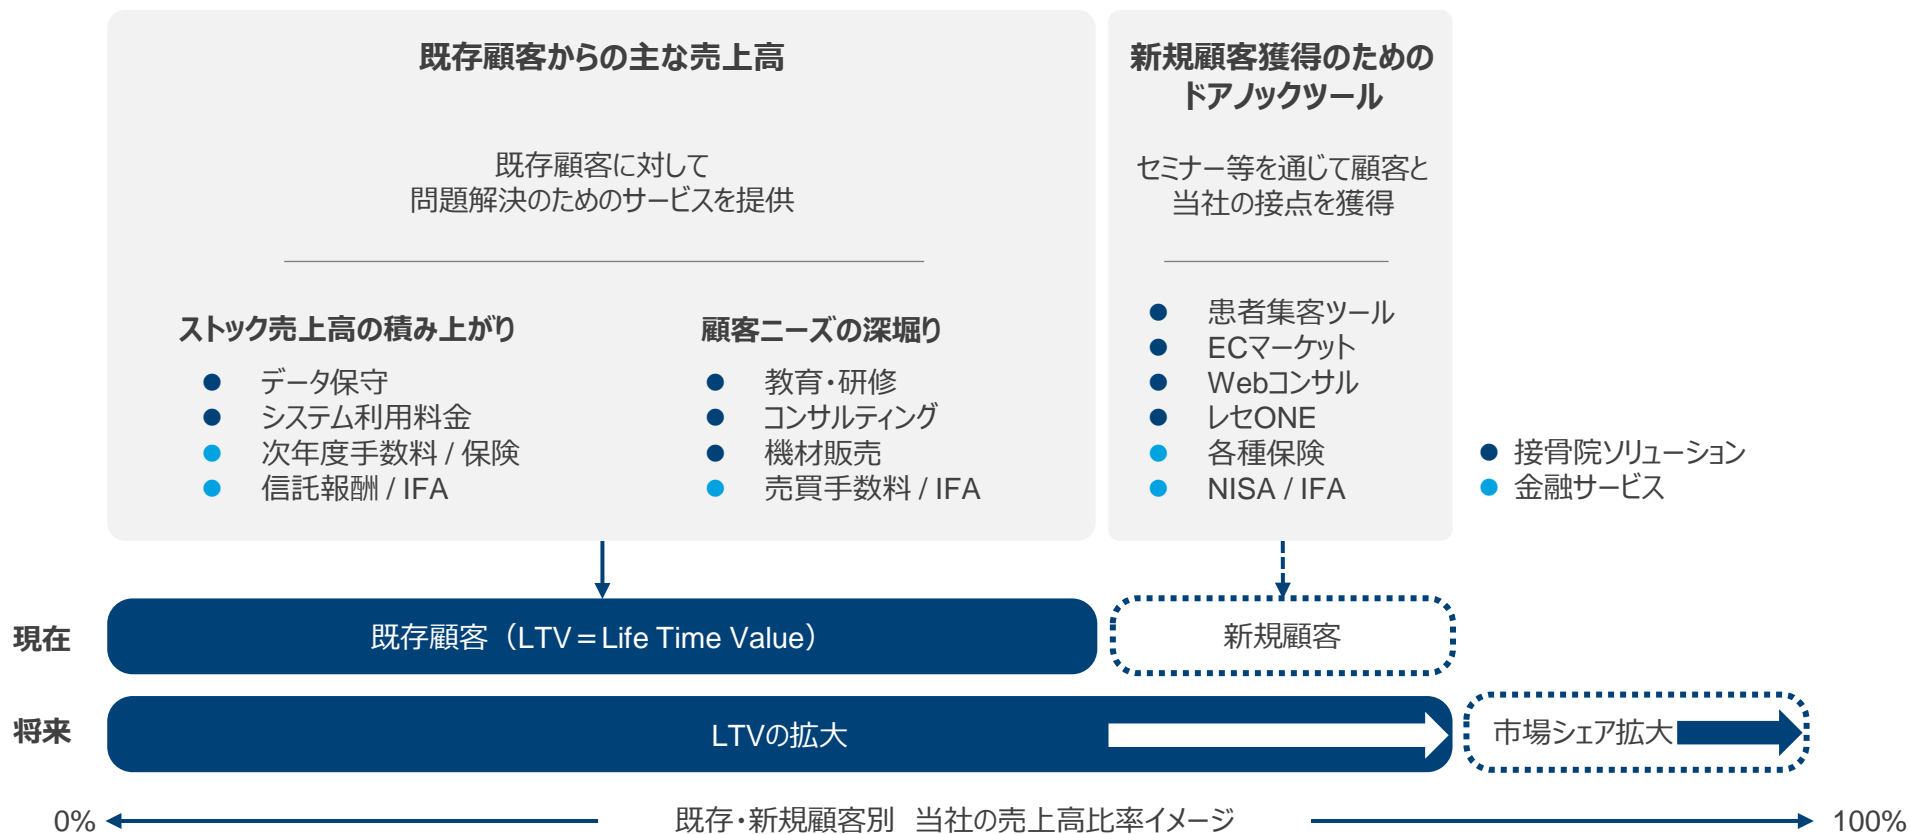 既存顧客からの主な売上高
既存顧客に対して
問題解決のためのサービスを提供
ストック売上高の積み上がり
データ保守
システム利用料金
次年度手数料 / 保険
信託報酬 / IFA
顧客ニーズの深堀り
教育・研修
コンサルティング
機材販売
売買手数料 / IFA
新規顧客獲得のための
ドアノックツール
セミナー等を通じて顧客と
当社の接点を獲得
患者集客ツール
ECマーケット
Webコンサル
レセONE
各種保険
NISA / IFA
接骨院ソリューション
金融サービス
現在
既存顧客（LTV＝Life Time Value）
新規顧客
将来
LTVの拡大
市場シェア拡大
0%
既存・新規顧客別　当社の売上高比率イメージ
100%